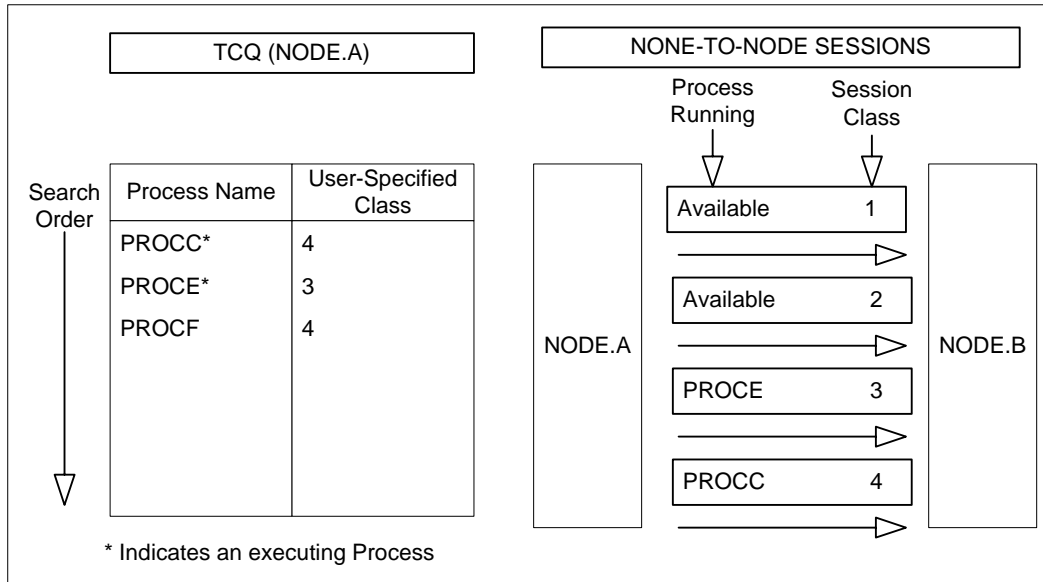 TCQ (NODE.A)
NONE-TO-NODE SESSIONS
Process
Running
Session
Class
Search
Order
Process Name
User-Specified
Class
PROCC* 4
PROCE* 3
PROCF 4
* Indicates an executing Process
NODE.A
Available 1
Available 2
PROCE 3
PROCC 4
NODE.B